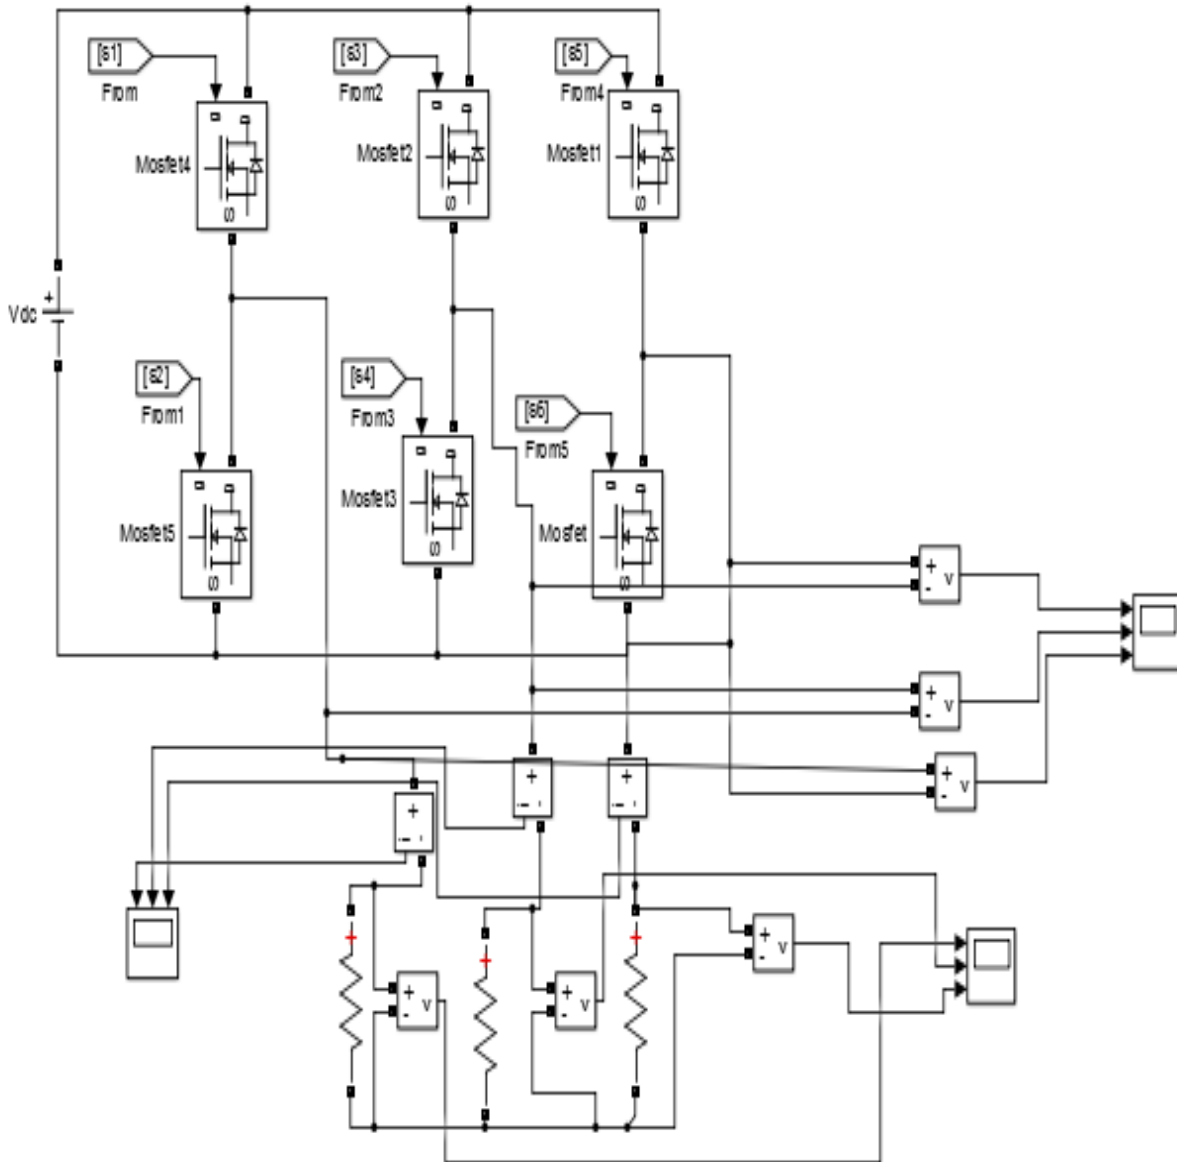 [s1]
[s3]
[s5]
From
From2
From4
g
D
g
D
g
D
Mosfet4
Mosfet2
Mosfet1
S
S
S
+
Vdc
[s2]
[s4]
[s6]
From1
From3
From5
g
D
g
D
g
D
Mosfet5
Mosfet3
Mosfet
S
S
S
+
-
v
+
-
v
+
-
v
+
i
-
+
i
-
+
i
-
+
+
+
+
-
v
+
-
v
+
-
v